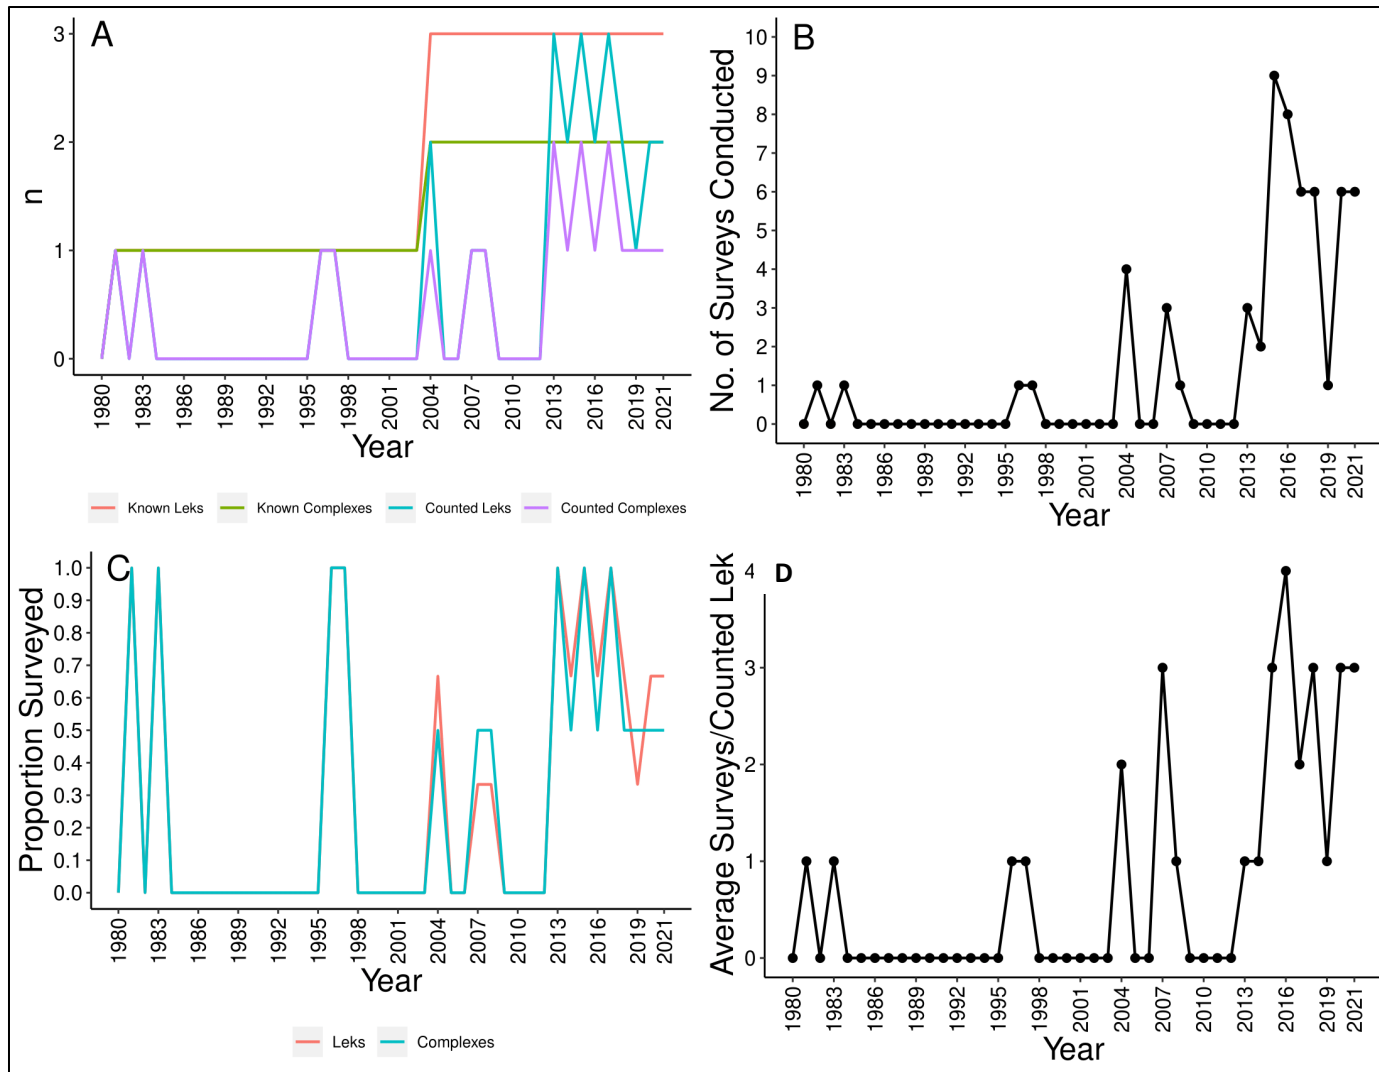 A
n
3
2
1
0
1980 1983 1986 1989 1992 1995 1998 2001 2004 2007 2010 2013 2016 2019 2021
Year
Known Leks Known Complexes Counted Leks Counted Complexes
B
No. of Surveys Conducted
10
9
8
7
6
5
4
3
2
1
0
1980 1983 1986 1989 1992 1995 1998 2001 2004 2007 2010 2013 2016 2019 2021
Year
C
Proportion Surveyed
1.0
0.9
0.8
0.7
0.6
0.5
0.4
0.3
0.2
0.1
0.0
1980 1983 1986 1989 1992 1995 1998 2001 2004 2007 2010 2013 2016 2019 2021
Year
Leks Complexes
D
Average Surveys/Counted Lek
4
3
2
1
0
1980 1983 1986 1989 1992 1995 1998 2001 2004 2007 2010 2013 2016 2019 2021
Year